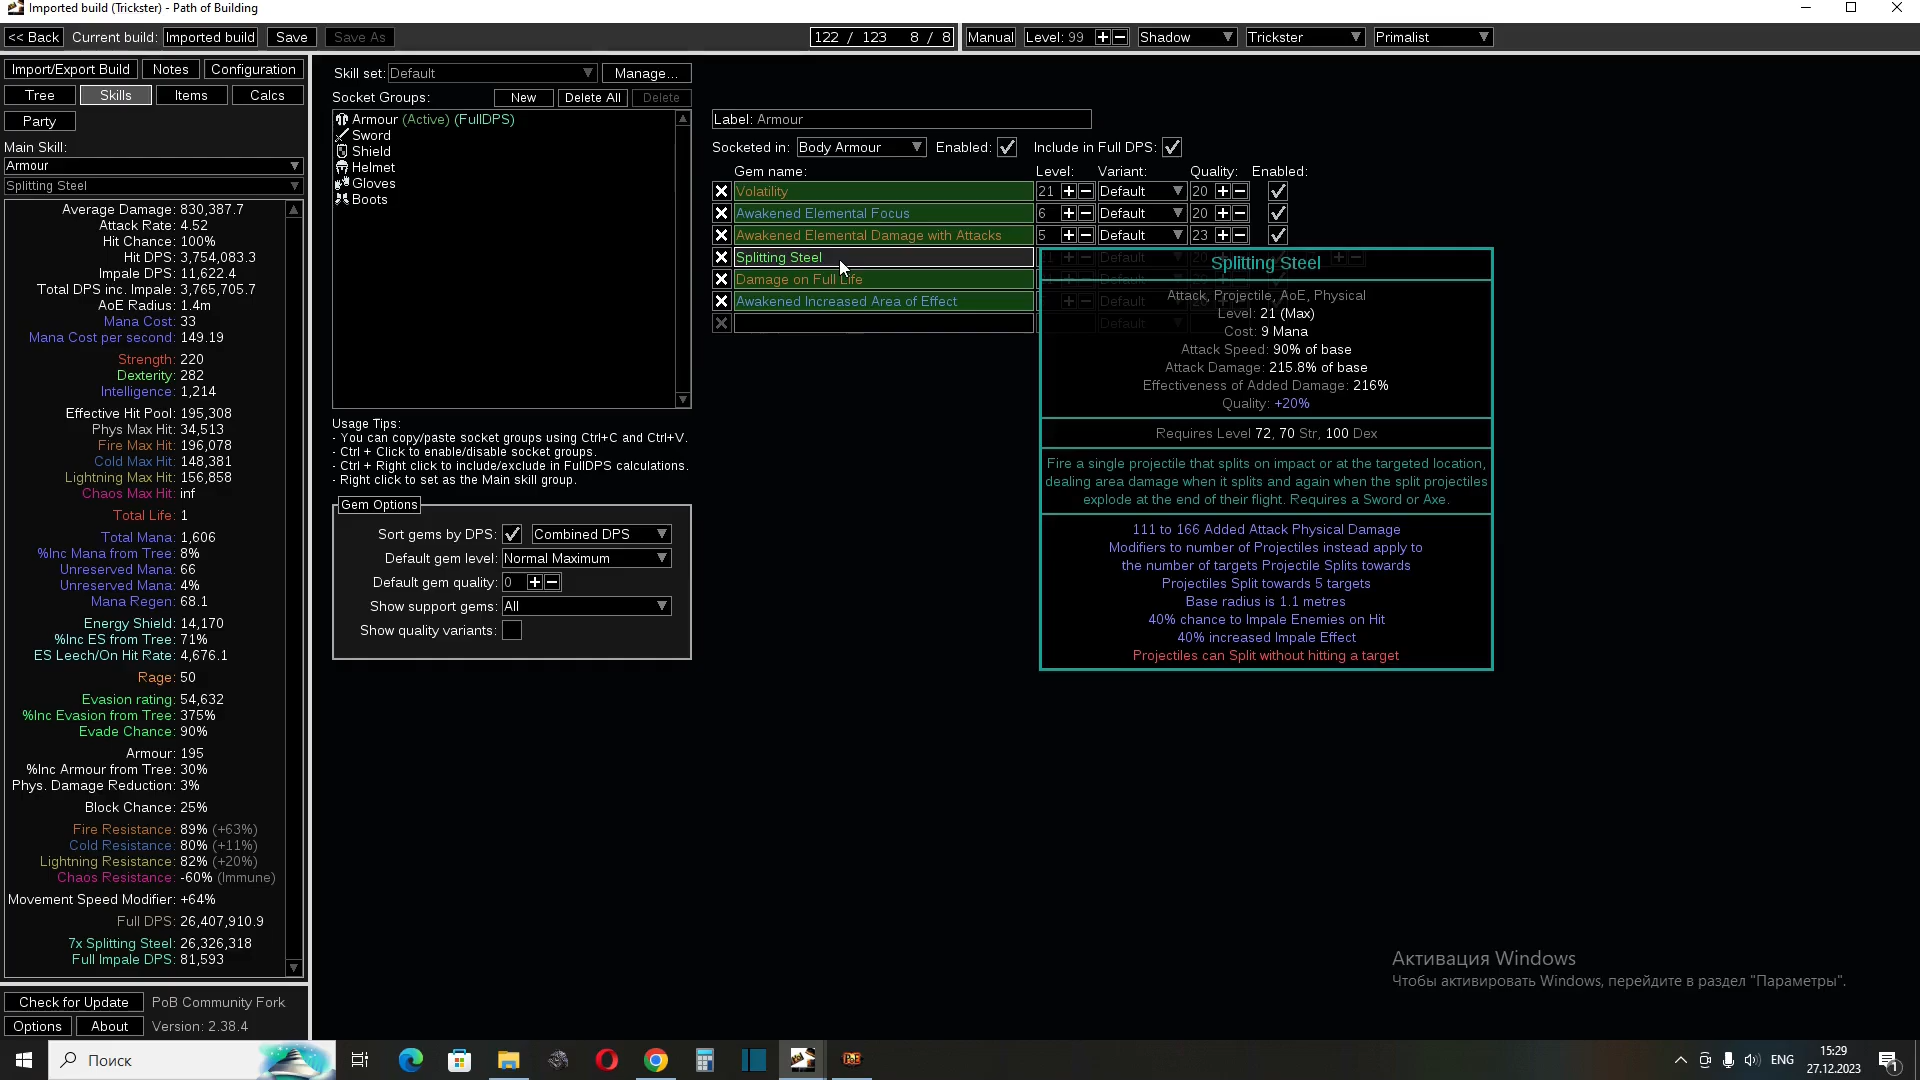 Imported build (Trickster) - Path of Building
<< Back Current build: Imported build Save Save As 122 / 123 8 / 8 Manual Level: 99 Shadow Trickster Primalist
Import/Export Build Notes Configuration
Tree Skills Items Calcs
Party
Main Skill:
Armour
Splitting Steel
Average Damage: 830,387.7
Attack Rate: 4.52
Hit Chance: 100%
Hit DPS: 3,754,083.3
Impale DPS: 11,622.4
Total DPS inc. Impale: 3,765,705.7
AoE Radius: 1.4m
Mana Cost: 33
Mana Cost per second: 149.19
Strength: 220
Dexterity: 282
Intelligence: 1,214
Effective Hit Pool: 195,308
Phys Max Hit: 34,513
Fire Max Hit: 196,078
Cold Max Hit: 148,381
Lightning Max Hit: 156,858
Chaos Max Hit: inf
Total Life: 1
Total Mana: 1,606
%Inc Mana from Tree: 8%
Unreserved Mana: 66
Unreserved Mana: 4%
Mana Regen: 68.1
Energy Shield: 14,170
%Inc ES from Tree: 71%
ES Leech/On Hit Rate: 4,676.1
Rage: 50
Evasion rating: 54,632
%Inc Evasion from Tree: 375%
Evade Chance: 90%
Armour: 195
%Inc Armour from Tree: 30%
Phys. Damage Reduction: 3%
Block Chance: 25%
Fire Resistance: 89% (+63%)
Cold Resistance: 80% (+11%)
Lightning Resistance: 82% (+20%)
Chaos Resistance: -60% (Immune)
Movement Speed Modifier: +64%
Full DPS: 26,407,910.9
7x Splitting Steel: 26,326,318
Full Impale DPS: 81,593
Check for Update PoB Community Fork
Options About Version: 2.38.4
Skill set: Default Manage...
Socket Groups: New Delete All Delete
Armour (Active) (FullDPS)
Sword
Shield
Helmet
Gloves
Boots
Usage Tips:
- You can copy/paste socket groups using Ctrl+C and Ctrl+V.
- Ctrl + Click to enable/disable socket groups.
- Ctrl + Right click to include/exclude in FullDPS calculations.
- Right click to set as the Main skill group.
Gem Options
Sort gems by DPS: Combined DPS
Default gem level: Normal Maximum
Default gem quality: 0
Show support gems: All
Show quality variants:
Label: Armour
Socketed in: Body Armour Enabled: Include in Full DPS:
Gem name: Level: Variant: Quality: Enabled:
Volatility 21 Default 20
Awakened Elemental Focus 6 Default 20
Awakened Elemental Damage with Attacks 5 Default 23
Splitting Steel
Damage on Full Life
Awakened Increased Area of Effect
Splitting Steel
Attack, Projectile, AoE, Physical
Level: 21 (Max)
Cost: 9 Mana
Attack Speed: 90% of base
Attack Damage: 215.8% of base
Effectiveness of Added Damage: 216%
Quality: +20%
Requires Level 72, 70 Str, 100 Dex
Fire a single projectile that splits on impact or at the targeted location,
dealing area damage when it splits and again when the split projectiles
explode at the end of their flight. Requires a Sword or Axe.
111 to 166 Added Attack Physical Damage
Modifiers to number of Projectiles instead apply to
the number of targets Projectile Splits towards
Projectiles Split towards 5 targets
Base radius is 1.1 metres
40% chance to Impale Enemies on Hit
40% increased Impale Effect
Projectiles can Split without hitting a target
Активация Windows
Чтобы активировать Windows, перейдите в раздел "Параметры".
Поиск
ENG
15:29
27.12.2023